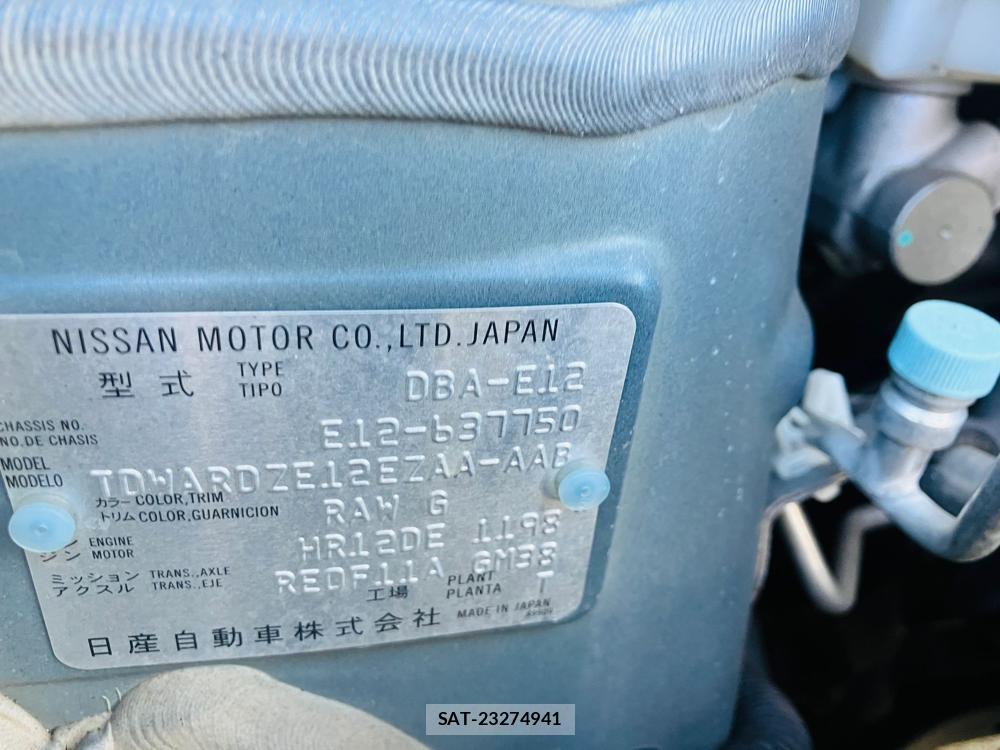 NISSAN MOTOR CO.,LTD.JAPAN
型式 TYPE TIPO DBA-E12
CHASSIS NO. NO.DE CHASIS E12-637750
MODEL MODELO TDWARDZE12EZAA-AAB
カラー COLOR,TRIM
トリム COLOR,GUARNICION RAW G
ENGINE MOTOR HR12DE 1198
ミッション TRANS.,AXLE
アクスル TRANS.,EJE REOF11A GM38
工場 PLANT PLANTA T
日産自動車株式会社 MADE IN JAPAN
SAT-23274941